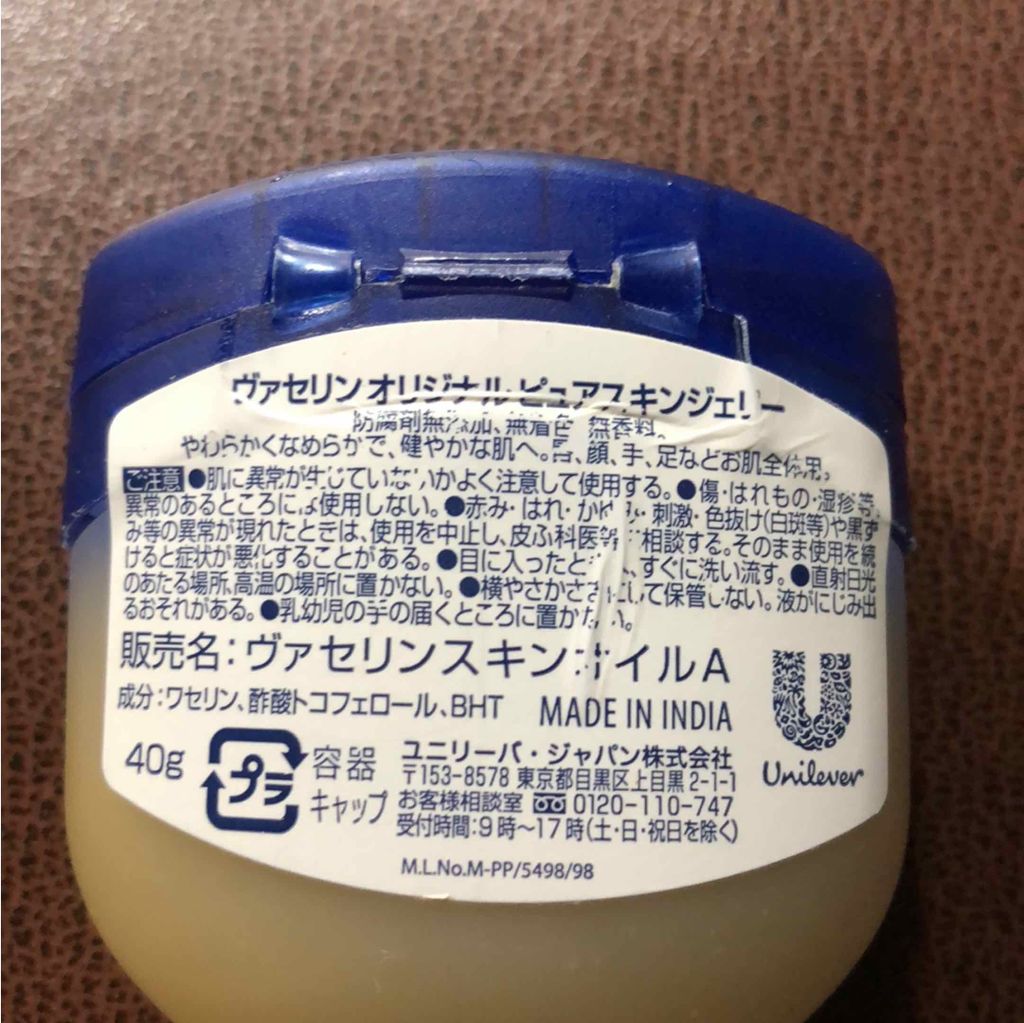 ヴァセリン オリジナル ピュアスキンジェリー
防腐剤無添加、無着色、無香料。
やわらかくなめらかで、健やかな肌へ。唇、顔、手、足などお肌全体用。
ご注意 ●肌に異常が生じていないかよく注意して使用する。●傷・はれもの・湿疹等、
異常のあるところには使用しない。●赤み・はれ・かゆみ・刺激・色抜け(白斑等)や黒ず
み等の異常が現れたときは、使用を中止し、皮ふ科医等に相談する。そのまま使用を続
けると症状が悪化することがある。●目に入ったときは、すぐに洗い流す。●直射日光
のあたる場所、高温の場所に置かない。●横やさかさにして保管しない。液がにじみ出
るおそれがある。●乳幼児の手の届くところに置かない。
販売名：ヴァセリンスキンオイルA
成分：ワセリン、酢酸トコフェロール、BHT MADE IN INDIA
40g プラ 容器
キャップ
ユニリーバ・ジャパン株式会社
〒153-8578 東京都目黒区上目黒 2-1-1
お客様相談室 0120-110-747
受付時間：9時～17時(土・日・祝日を除く)
M.L.No.M-PP/5498/98
Unilever